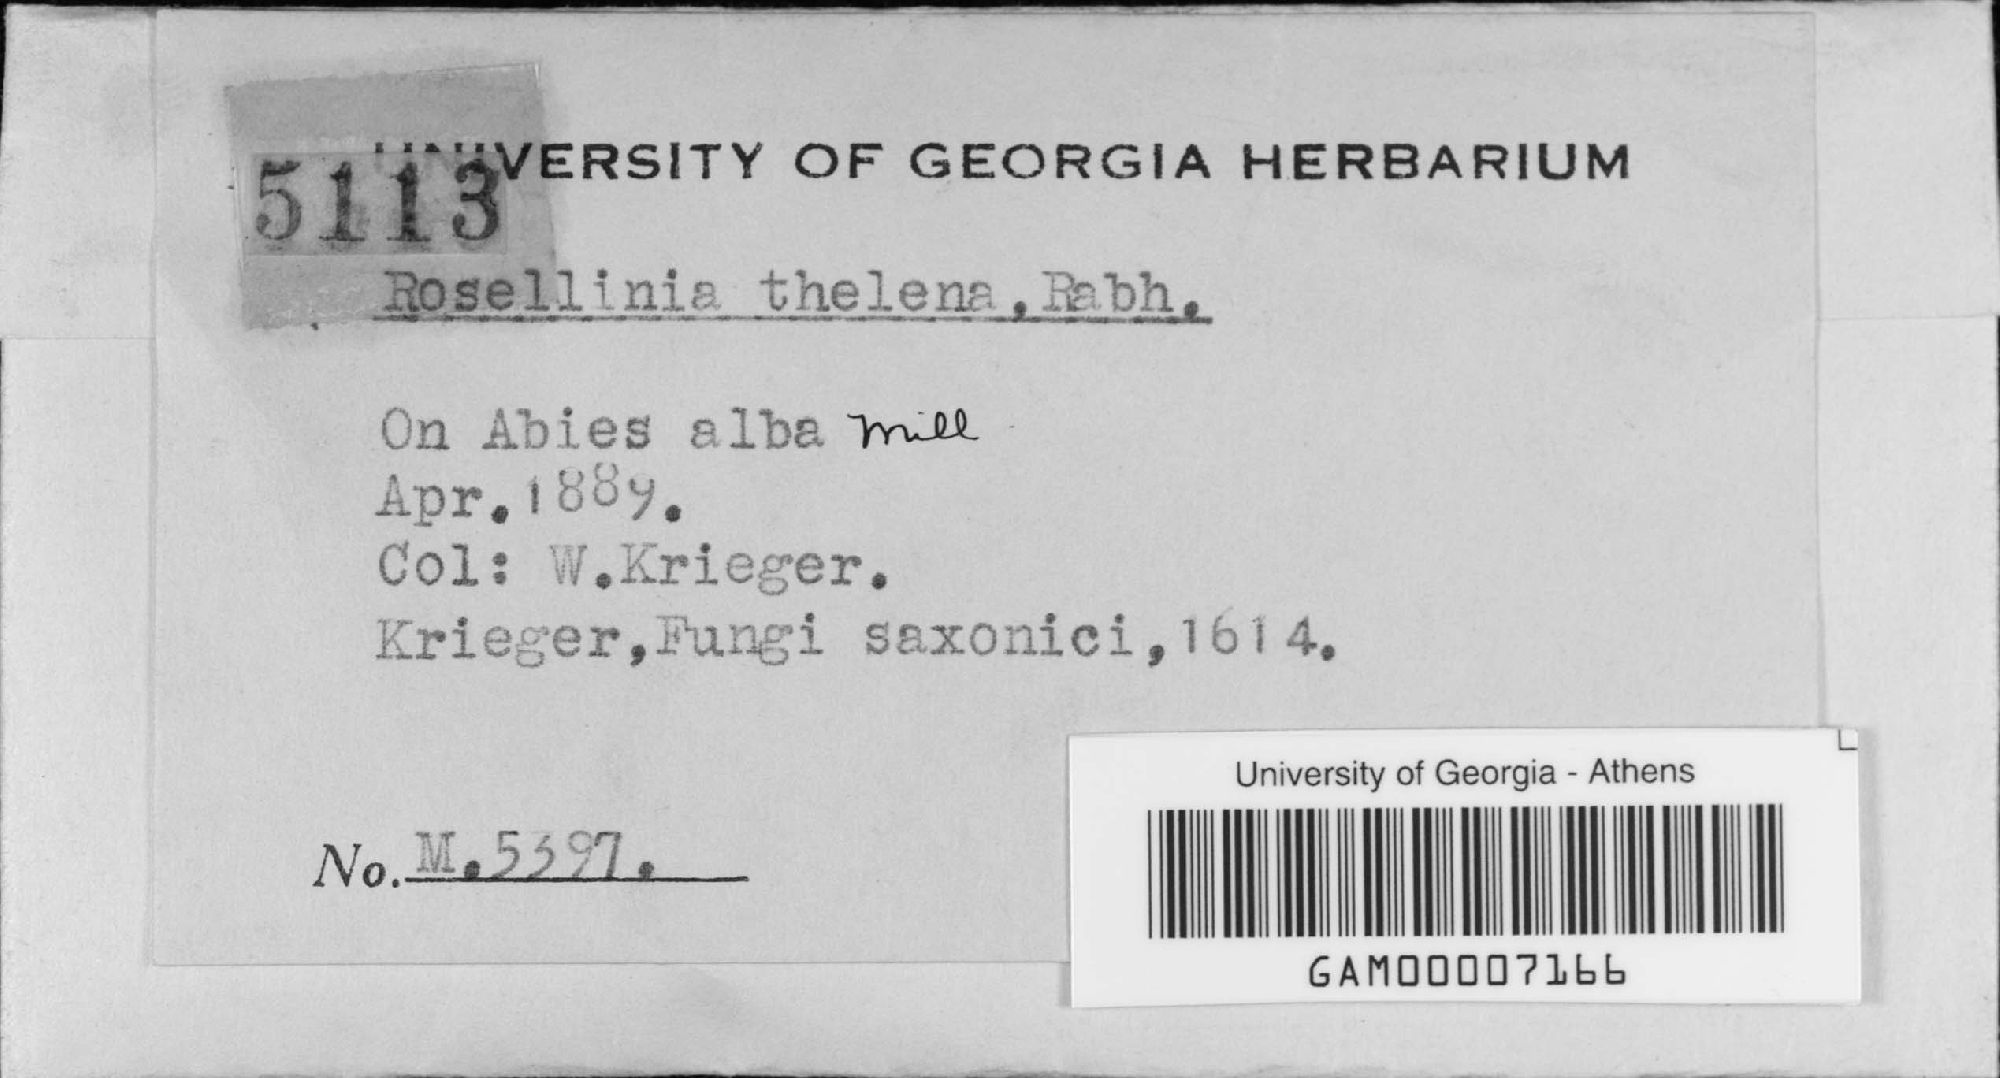 5113
UNIVERSITY OF GEORGIA HERBARIUM
Rosellinia thelena, Rabh.
On Abies alba Mill
Apr. 1889.
Col: W.Krieger.
Krieger, Fungi saxonici, 1614.
No. M. 5397.
University of Georgia - Athens
GAM00007166